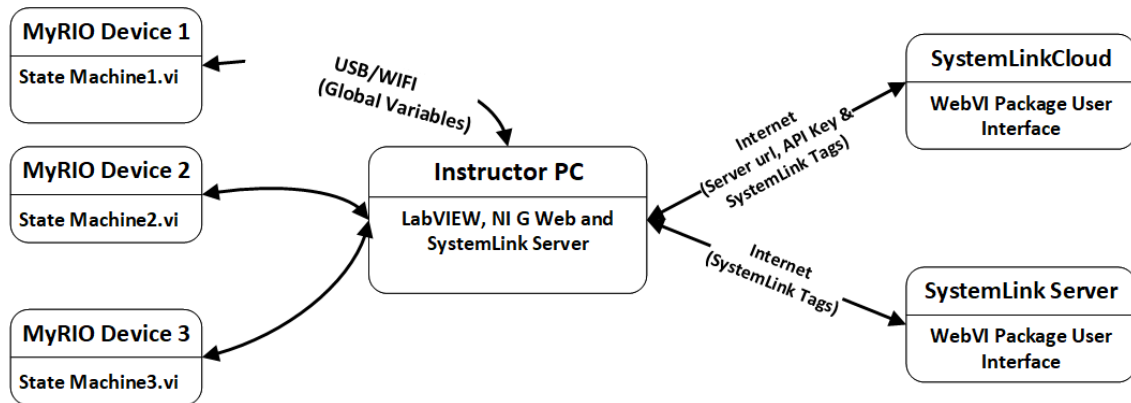 MyRIO Device 1
State Machine1.vi
USB/WIFI
(Global Variables)
MyRIO Device 2
State Machine2.vi
MyRIO Device 3
State Machine3.vi
Instructor PC
LabVIEW, NI G Web and
SystemLink Server
Internet
(Server url, API Key &
SystemLink Tags)
Internet
(SystemLink Tags)
SystemLinkCloud
WebVI Package User
Interface
SystemLink Server
WebVI Package User
Interface